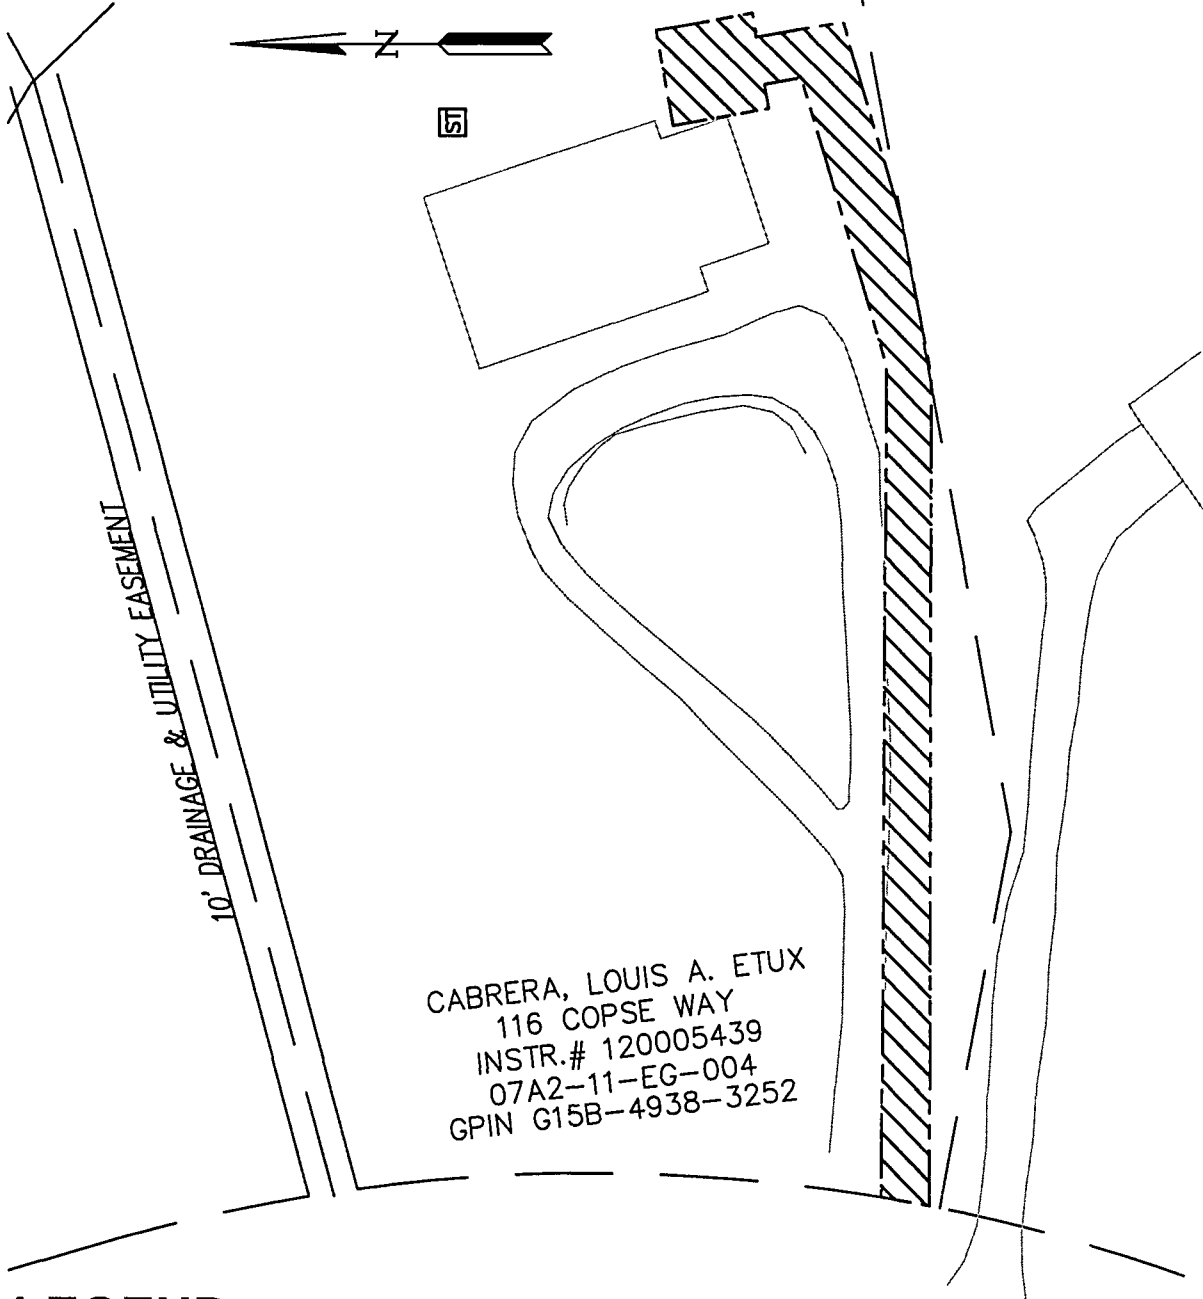 N
ST
10' DRAINAGE & UTILITY EASEMENT
CABRERA, LOUIS A. ETUX
116 COPSE WAY
INSTR.# 120005439
07A2-11-EG-004
GPIN G15B-4938-3252